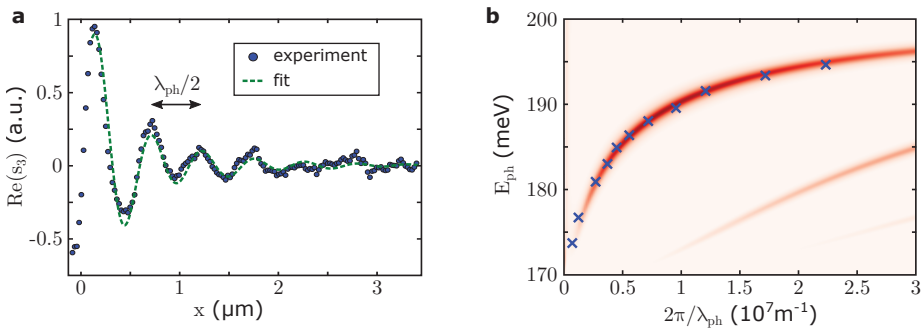 a
Re(s₃) (a.u.)
1
0.5
0
-0.5
0
1
2
3
x (μm)
experiment
fit
λph/2
b
Eph (meV)
200
190
180
170
0
0.5
1
1.5
2
2.5
3
2π/λph (10⁷m⁻¹)